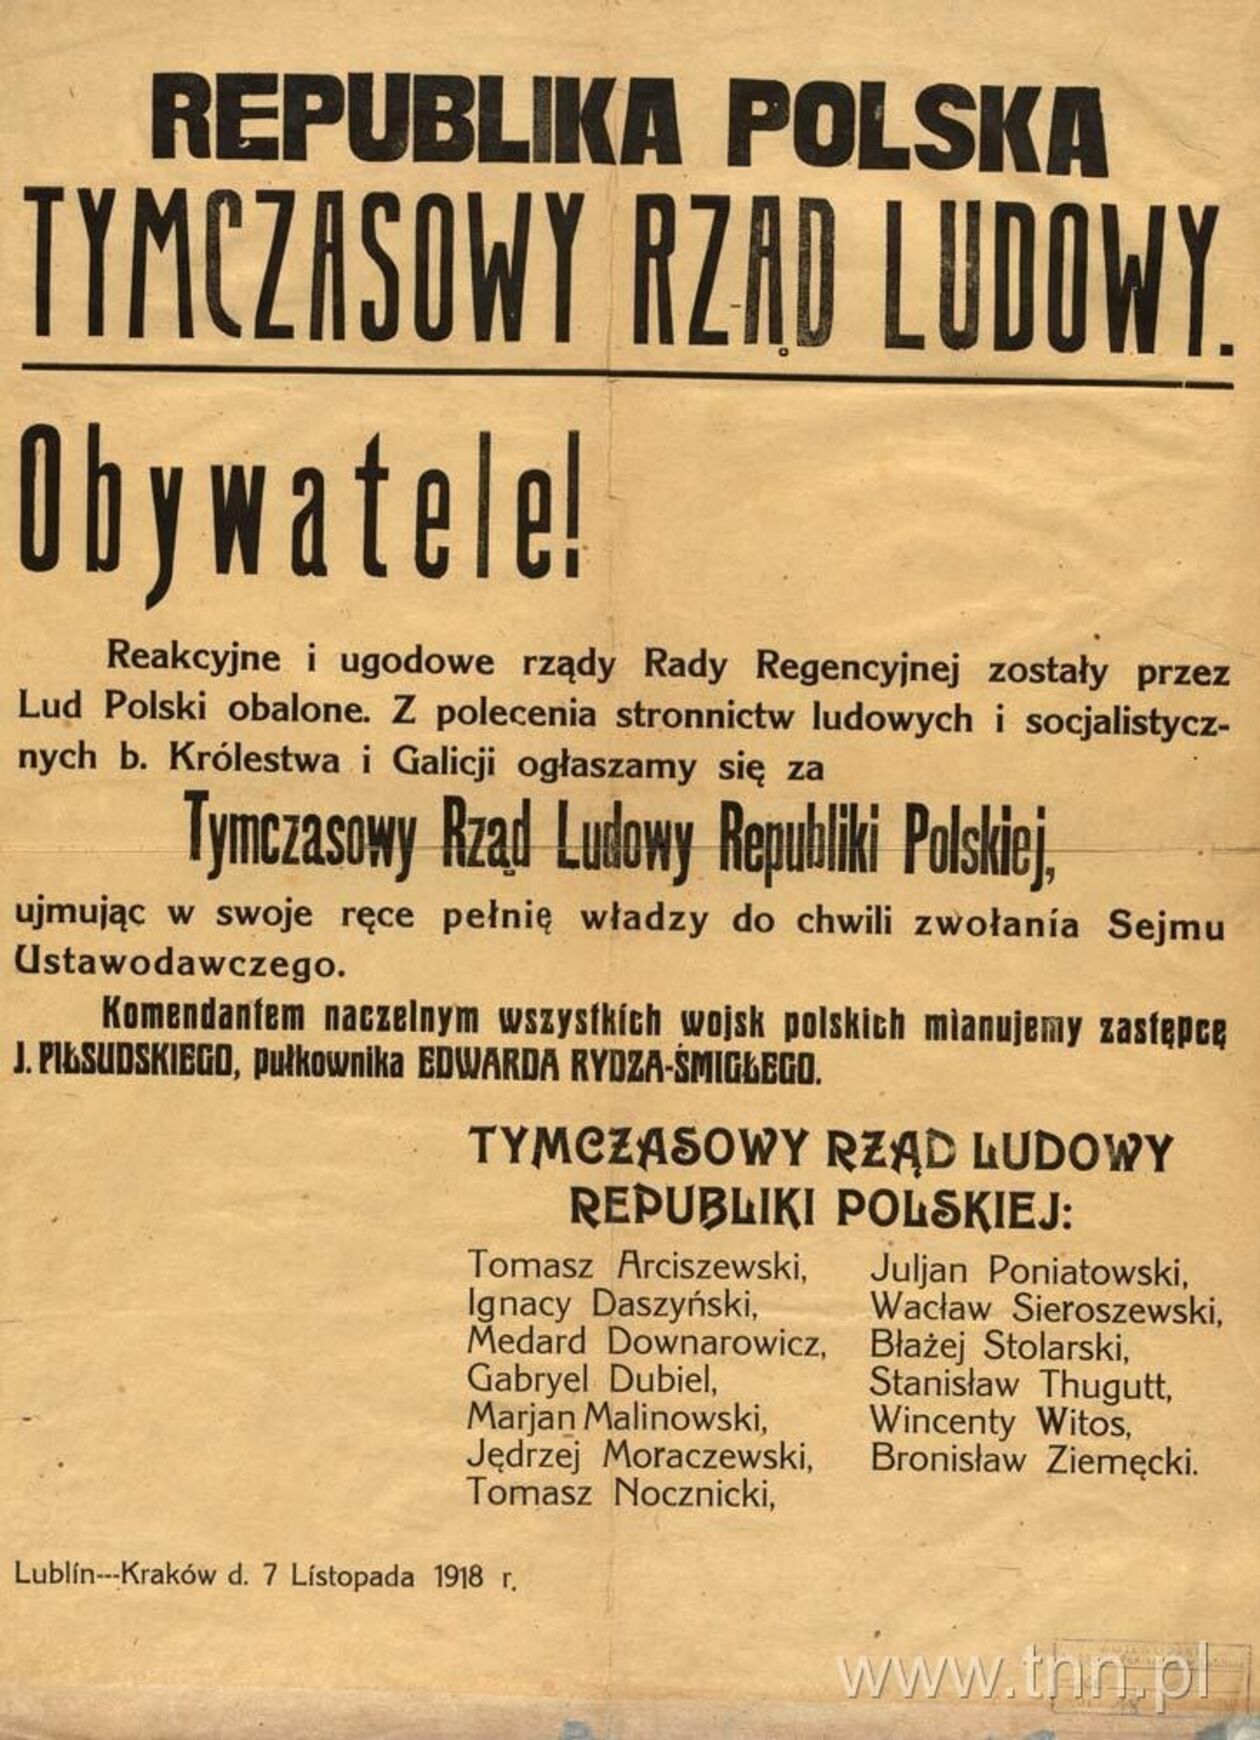 REPUBLIKA POLSKA
TYMCZASOWY RZĄD LUDOWY.
Obywatele!
Reakcyjne i ugodowe rządy Rady Regencyjnej zostały przez
Lud Polski obalone. Z polecenia stronnictw ludowych i socjalistycz-
nych b. Królestwa i Galicji ogłaszamy się za
Tymczasowy Rząd Ludowy Republiki Polskiej,
ujmując w swoje ręce pełnię władzy do chwili zwołania Sejmu
Ustawodawczego.
Komendantem naczelnym wszystkich wojsk polskich mianujemy zastępcę
J. PIŁSUDSKIEGO, pułkownika EDWARDA RYDZA-ŚMIGŁEGO.
TYMCZASOWY RZĄD LUDOWY
REPUBLIKI POLSKIEJ:
Tomasz Arciszewski,
Ignacy Daszyński,
Medard Downarowicz,
Gabryel Dubiel,
Marjan Malinowski,
Jędrzej Moraczewski,
Tomasz Nocznicki,
Juljan Poniatowski,
Wacław Sieroszewski,
Błażej Stolarski,
Stanisław Thugutt,
Wincenty Witos,
Bronisław Ziemęcki.
Lublin---Kraków d. 7 Listopada 1918 r.
www.tnn.pl